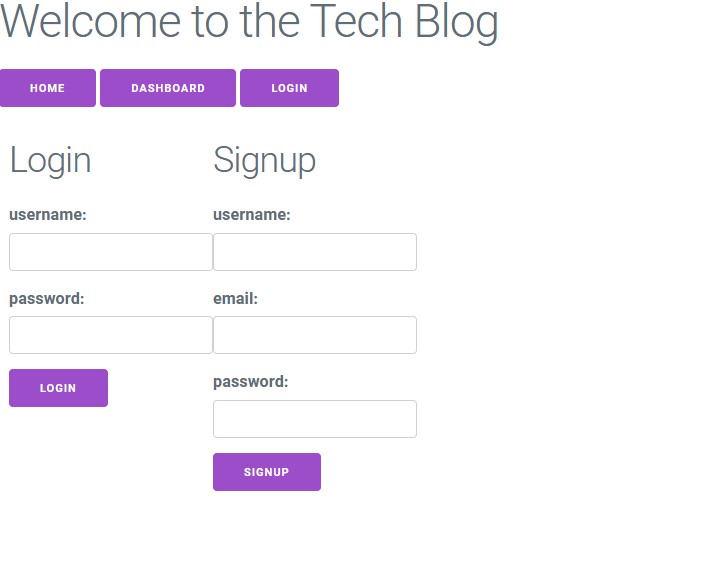 Welcome to the Tech Blog
HOME DASHBOARD LOGIN
Login
username:
password:
LOGIN
Signup
username:
email:
password:
SIGNUP